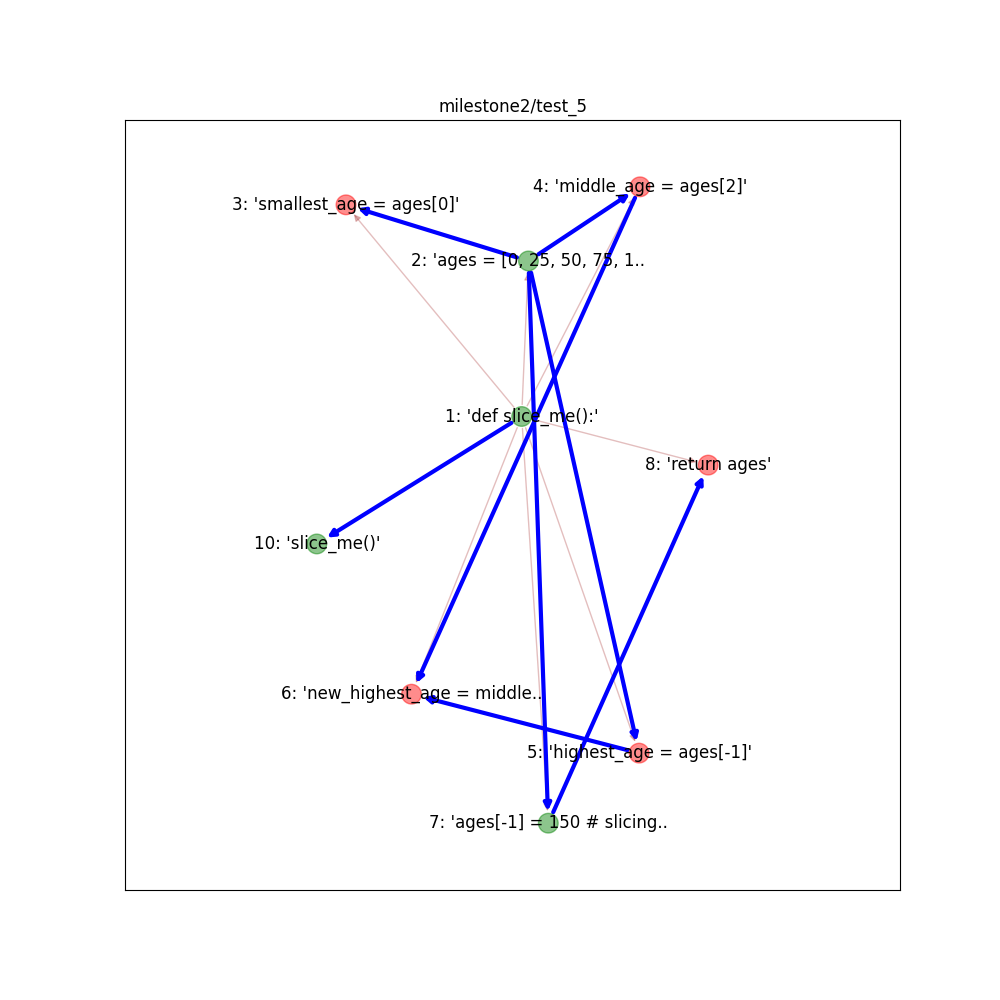 milestone2/test_5
4: 'middle_age = ages[2]'
3: 'smallest_age = ages[0]'
2: 'ages = [0, 25, 50, 75, 1..
1: 'def slice_me():'
8: 'return ages'
10: 'slice_me()'
6: 'new_highest_age = middle..
5: 'highest_age = ages[-1]'
7: 'ages[-1] = 150 # slicing..